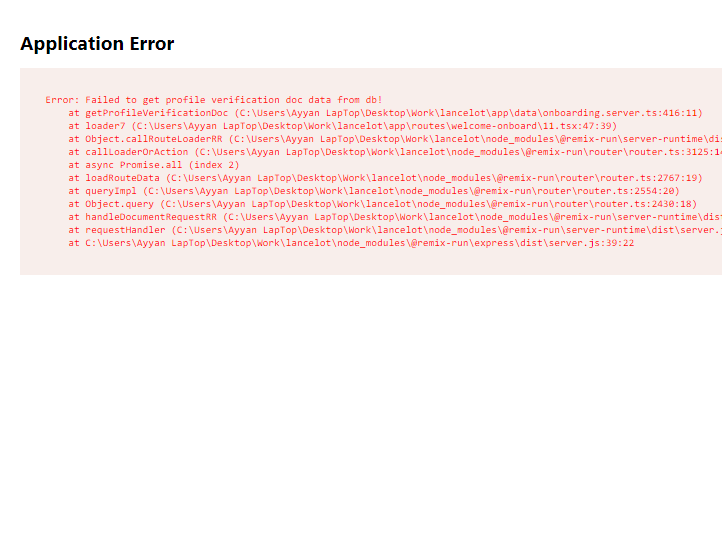 Application Error
Error: Failed to get profile verification doc data from db!
at getProfileVerificationDoc (C:\Users\Ayyan LapTop\Desktop\Work\lancelot\app\data\onboarding.server.ts:416:11)
at loader7 (C:\Users\Ayyan LapTop\Desktop\Work\lancelot\app\routes\welcome-onboard\11.tsx:47:39)
at Object.callRouteLoaderRR (C:\Users\Ayyan LapTop\Desktop\Work\lancelot\node_modules\@remix-run\server-runtime\dis
at callLoaderOrAction (C:\Users\Ayyan LapTop\Desktop\Work\lancelot\node_modules\@remix-run\router\router.ts:3125:14
at async Promise.all (index 2)
at loadRouteData (C:\Users\Ayyan LapTop\Desktop\Work\lancelot\node_modules\@remix-run\router\router.ts:2767:19)
at queryImpl (C:\Users\Ayyan LapTop\Desktop\Work\lancelot\node_modules\@remix-run\router\router.ts:2554:20)
at Object.query (C:\Users\Ayyan LapTop\Desktop\Work\lancelot\node_modules\@remix-run\router\router.ts:2430:18)
at handleDocumentRequestRR (C:\Users\Ayyan LapTop\Desktop\Work\lancelot\node_modules\@remix-run\server-runtime\dist
at requestHandler (C:\Users\Ayyan LapTop\Desktop\Work\lancelot\node_modules\@remix-run\server-runtime\dist\server.j
at C:\Users\Ayyan LapTop\Desktop\Work\lancelot\node_modules\@remix-run\express\dist\server.js:39:22